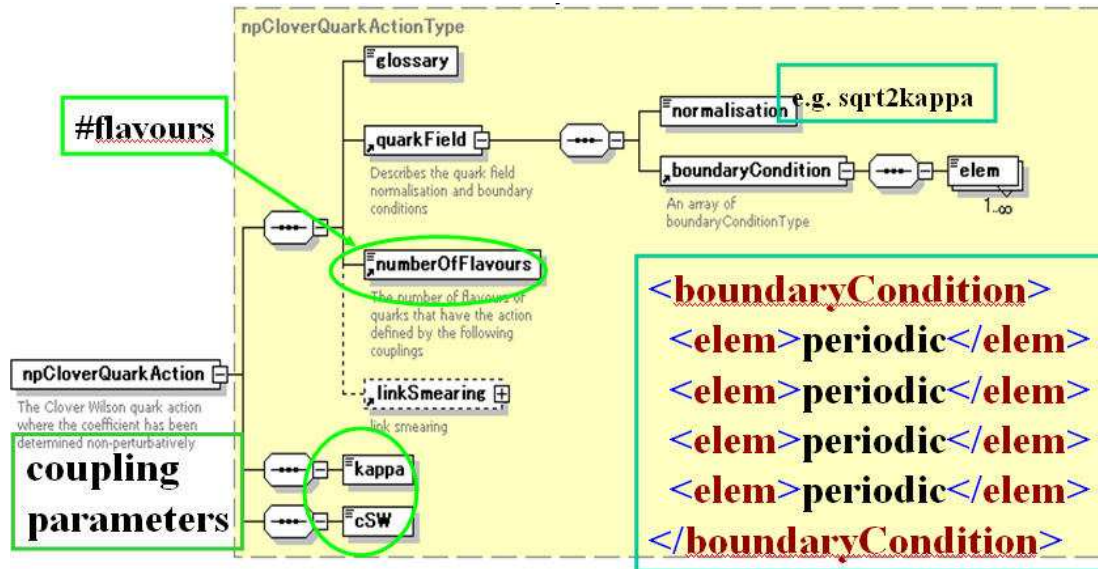 npCloverQuarkActionType
glossary
#flavours
e.g. sqrt2kappa
normalisation
quarkField
Describes the quark field
normalisation and boundary
conditions
boundaryCondition
An array of
boundaryConditionType
elem
1..∞
numberOfFlavours
The number of flavours of
quarks that have the action
defined by the following
couplings
npCloverQuarkAction
The Clover Wilson quark action
where the coefficient has been
determined non-perturbatively
linkSmearing
link smearing
coupling
parameters
kappa
cSW
<boundaryCondition>
<elem>periodic</elem>
<elem>periodic</elem>
<elem>periodic</elem>
<elem>periodic</elem>
</boundaryCondition>